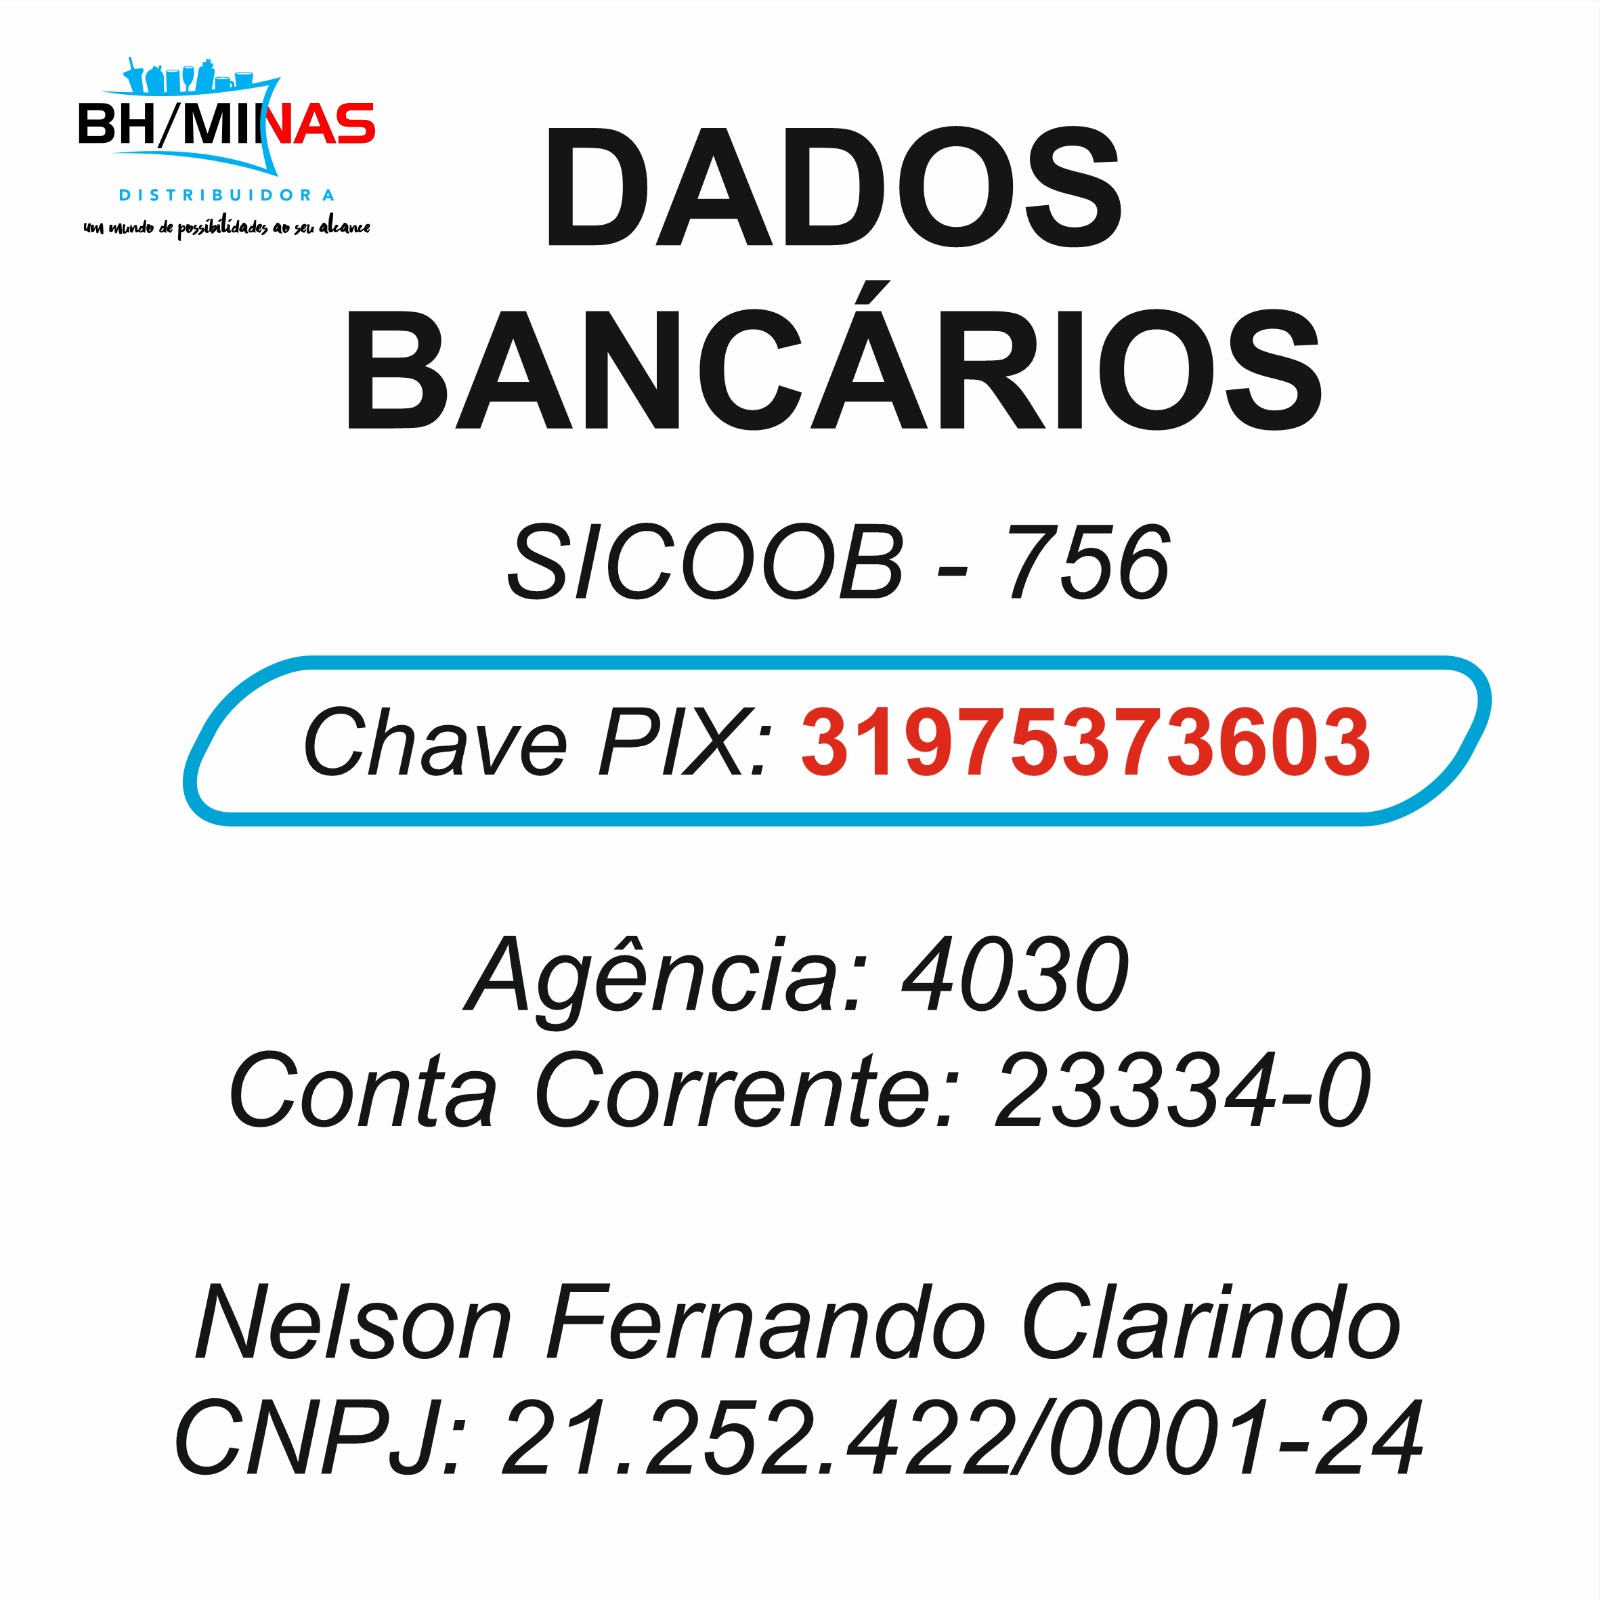 BH/MINAS
DISTRIBUIDORA
um mundo de possibilidades ao seu alcance
DADOS
BANCÁRIOS
SICOOB - 756
Chave PIX: 31975373603
Agência: 4030
Conta Corrente: 23334-0
Nelson Fernando Clarindo
CNPJ: 21.252.422/0001-24